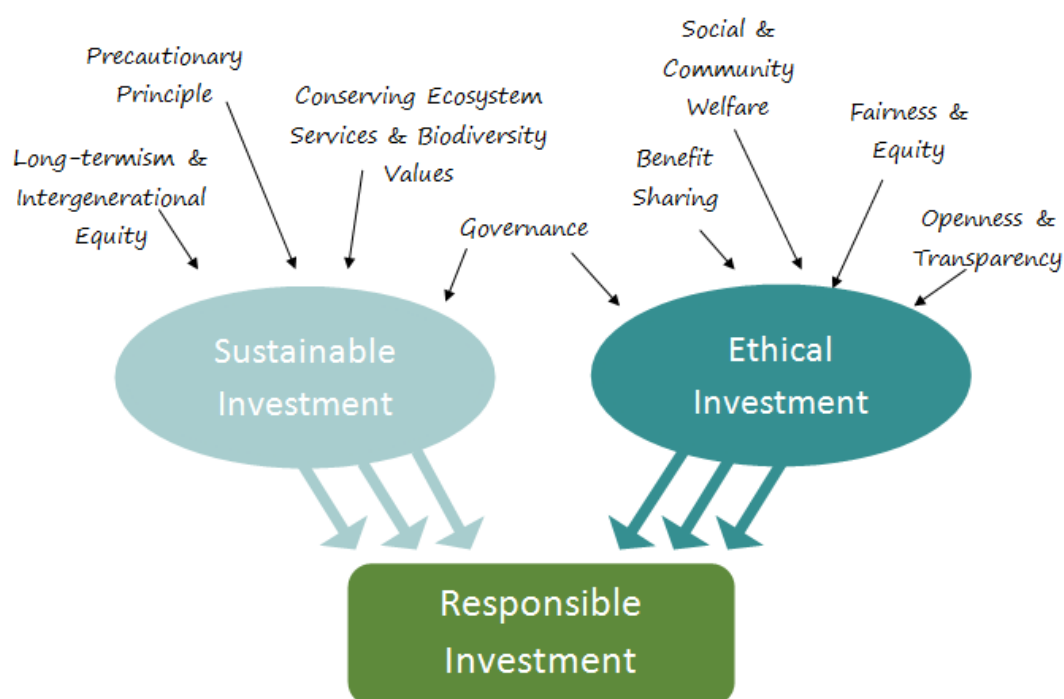 Precautionary
Principle
Long-termism &
Intergenerational
Equity
Conserving Ecosystem
Services & Biodiversity
Values
Governance
Benefit
Sharing
Social &
Community
Welfare
Fairness &
Equity
Openness &
Transparency
Sustainable
Investment
Ethical
Investment
Responsible
Investment